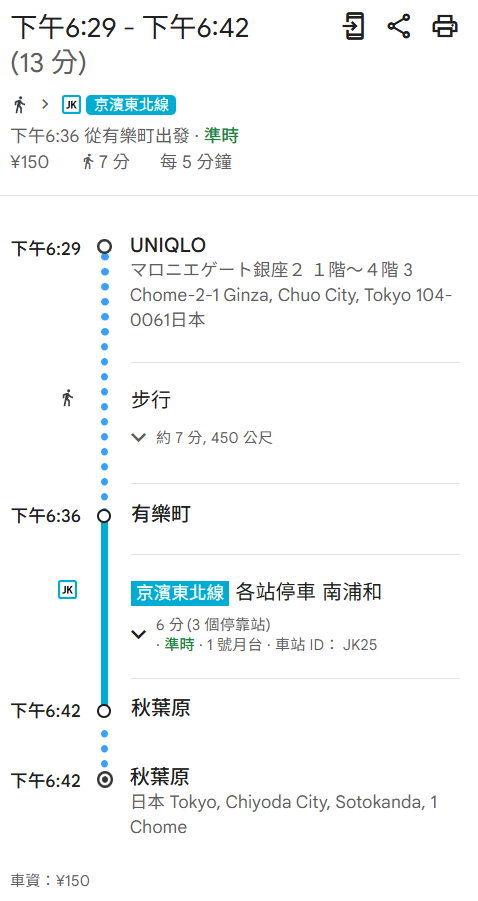 下午6:29 - 下午6:42
(13 分)
JK 京濱東北線
下午6:36 從有樂町出發 · 準時
¥150 7 分 每 5 分鐘
下午6:29 UNIQLO
マロニエゲート銀座２ １階～４階 3
Chome-2-1 Ginza, Chuo City, Tokyo 104-
0061日本
步行
約 7 分, 450 公尺
下午6:36 有樂町
JK 京濱東北線 各站停車 南浦和
6 分 (3 個停靠站)
· 準時 · 1 號月台 · 車站 ID： JK25
下午6:42 秋葉原
下午6:42 秋葉原
日本 Tokyo, Chiyoda City, Sotokanda, 1
Chome
車資：¥150